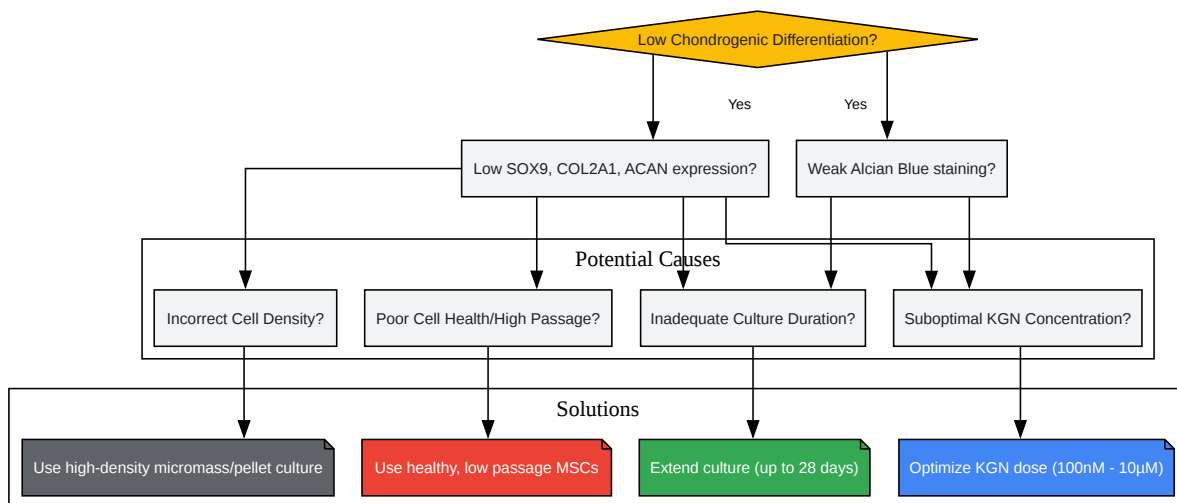 Low Chondrogenic Differentiation?
Yes
Yes
Low SOX9, COL2A1, ACAN expression?
Weak Alcian Blue staining?
Potential Causes
Incorrect Cell Density?
Poor Cell Health/High Passage?
Inadequate Culture Duration?
Suboptimal KGN Concentration?
Solutions
Use high-density micromass/pellet culture
Use healthy, low passage MSCs
Extend culture (up to 28 days)
Optimize KGN dose (100nM - 10µM)